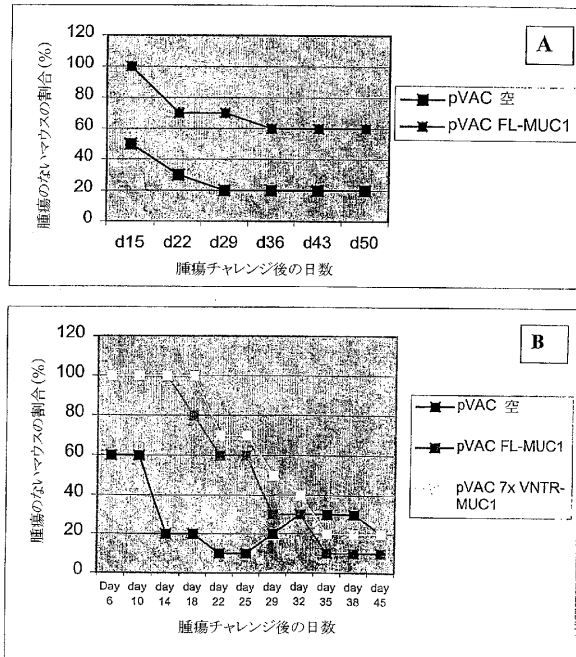 A
腫瘍のないマウスの割合(%)
120
100
80
60
40
20
0
d15 d22 d29 d36 d43 d50
腫瘍チャレンジ後の日数
pVAC 空
pVAC FL-MUC1
B
腫瘍のないマウスの割合(%)
120
100
80
60
40
20
0
Day day day day day day day day day day day
6 10 14 18 22 25 29 32 35 38 45
腫瘍チャレンジ後の日数
pVAC 空
pVAC FL-MUC1
pVAC 7x VNTR-
MUC1